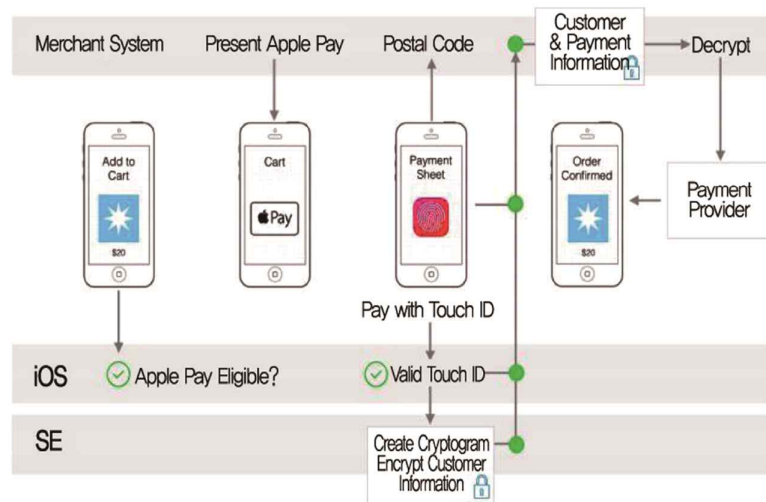 Merchant System
Present Apple Pay
Postal Code
Customer
& Payment
Information
Decrypt
Add to
Cart
$20
Cart
Pay
Payment
Sheet
Order
Confirmed
$20
Payment
Provider
Pay with Touch ID
iOS
Apple Pay Eligible?
Valid Touch ID
SE
Create Cryptogram
Encrypt Customer
Information